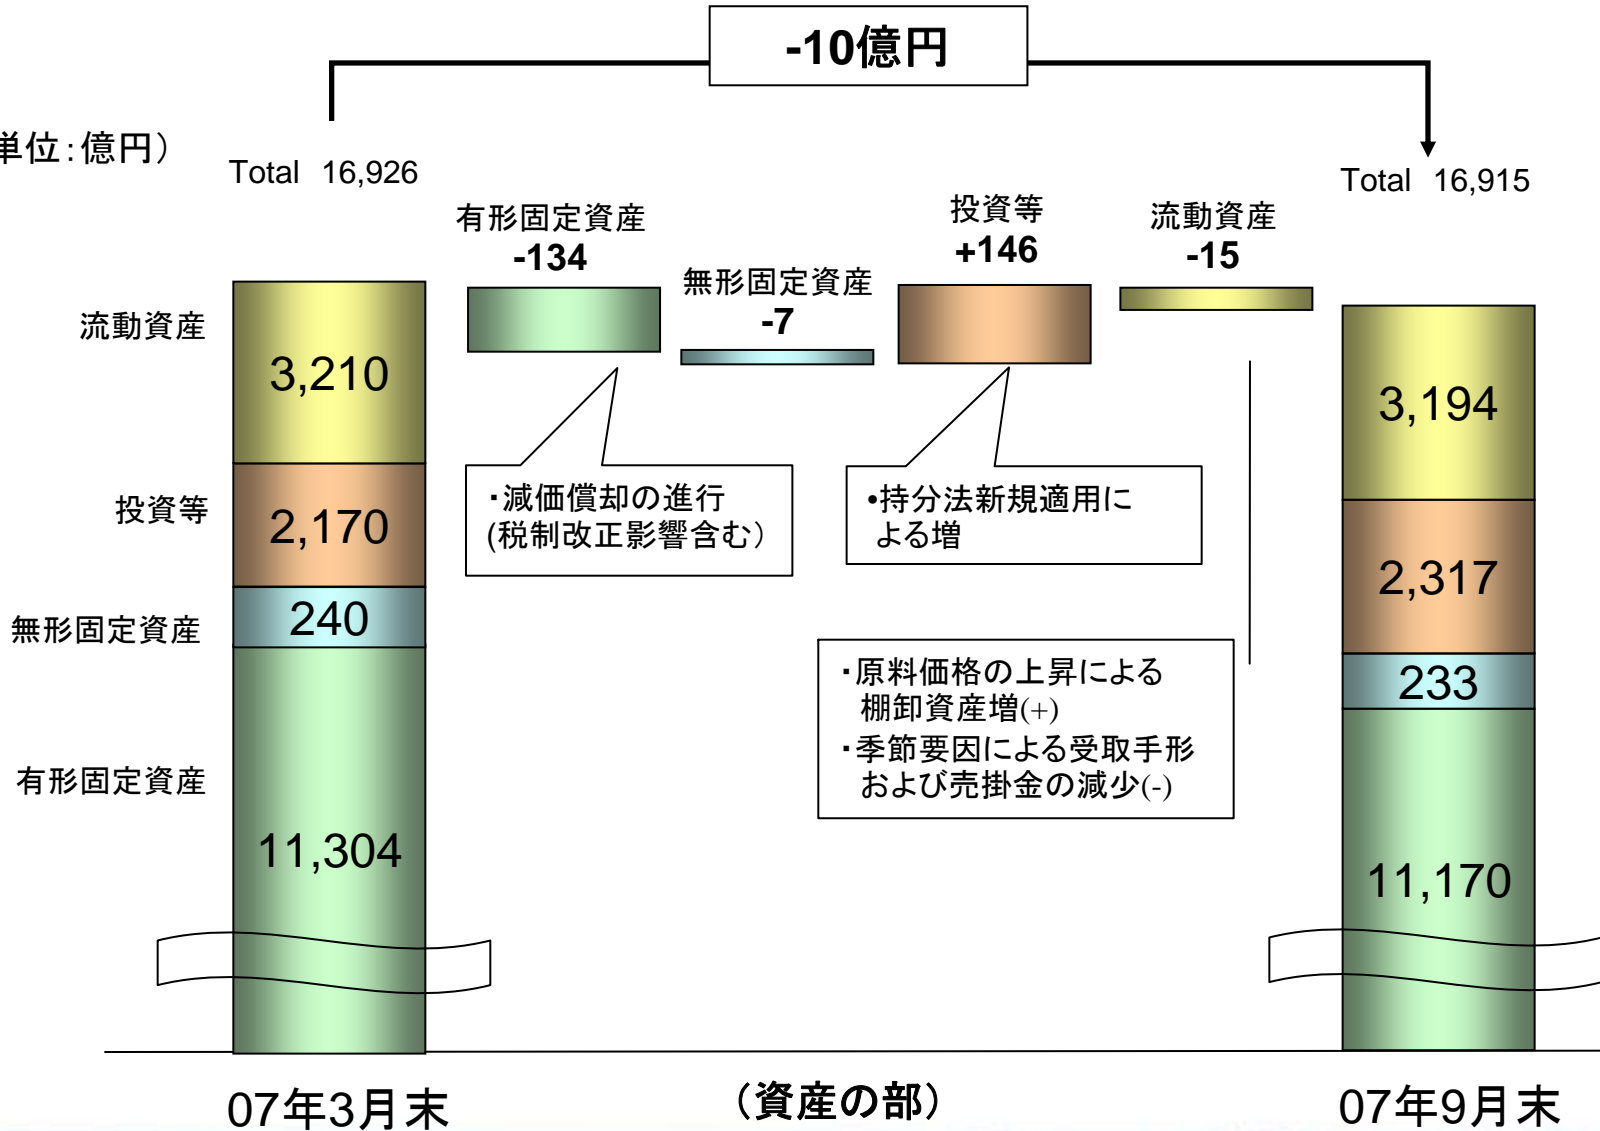 -10億円
単位:億円)
Total 16,926
Total 16,915
有形固定資産
-134
無形固定資産
-7
投資等
+146
流動資産
-15
流動資産
3,210
3,194
投資等
2,170
2,317
無形固定資産
240
233
有形固定資産
11,304
11,170
・減価償却の進行
(税制改正影響含む)
•持分法新規適用に
よる増
・原料価格の上昇による
棚卸資産増(+)
・季節要因による受取手形
および売掛金の減少(-)
07年3月末
(資産の部)
07年9月末